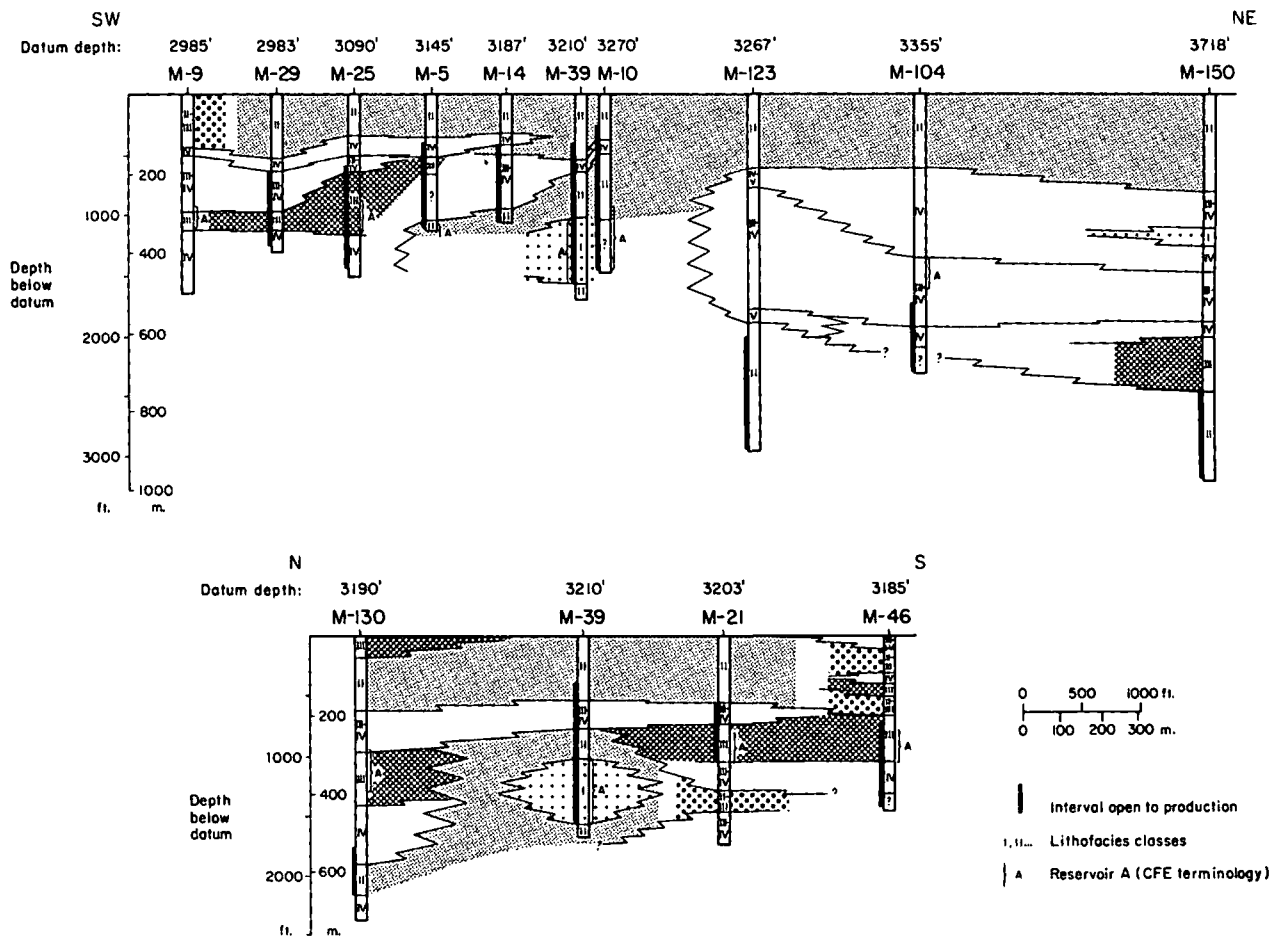 SW NE
Datum depth: 2985' 2983' 3090' 3145' 3187' 3210' 3270' 3267' 3355' 3718'
M-9 M-29 M-25 M-5 M-14 M-39 M-10 M-123 M-104 M-150
200
1000
400
Depth
below
datum
2000 600
800
3000
1000
ft. m.
A A A A A A
?
?
? ? ?
N S
Datum depth: 3190' 3210' 3203' 3185'
M-130 M-39 M-21 M-46
200
1000
400
Depth
below
datum
2000 600
ft. m.
A A A A
? ? ?
0 500 1000 ft.
0 100 200 300 m.
Interval open to production
I, II... Lithofacies classes
A Reservoir A (CFE terminology)